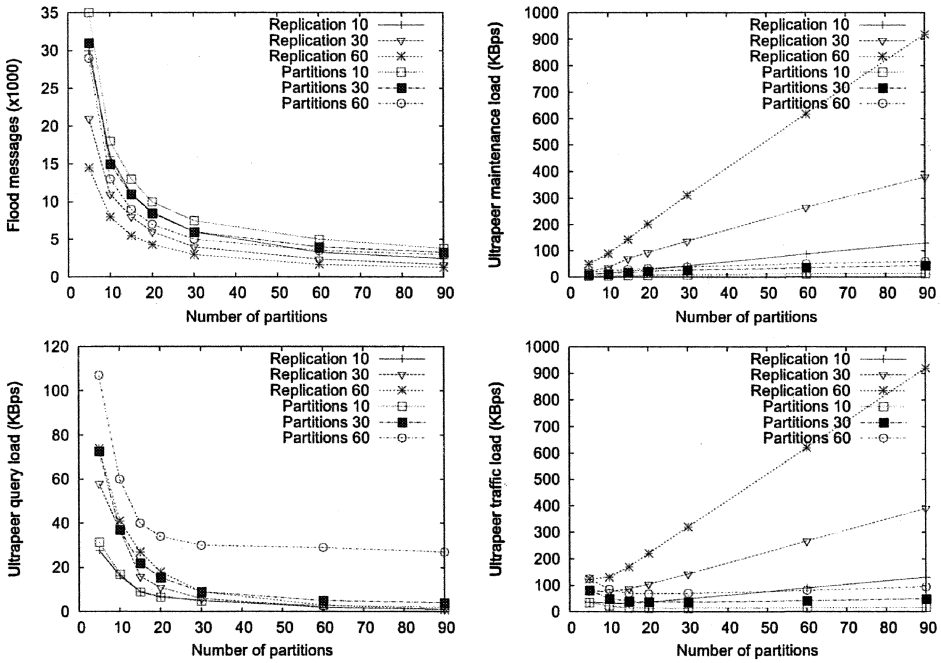 Flood messages (x1000)
35
30
25
20
15
10
5
0
0 10 20 30 40 50 60 70 80 90
Number of partitions
Replication 10
Replication 30
Replication 60
Partitions 10
Partitions 30
Partitions 60
Ultrapeer maintenance load (KBps)
1000
900
800
700
600
500
400
300
200
100
0
0 10 20 30 40 50 60 70 80 90
Number of partitions
Replication 10
Replication 30
Replication 60
Partitions 10
Partitions 30
Partitions 60
Ultrapeer query load (KBps)
120
100
80
60
40
20
0
0 10 20 30 40 50 60 70 80 90
Number of partitions
Replication 10
Replication 30
Replication 60
Partitions 10
Partitions 30
Partitions 60
Ultrapeer traffic load (KBps)
1000
900
800
700
600
500
400
300
200
100
0
0 10 20 30 40 50 60 70 80 90
Number of partitions
Replication 10
Replication 30
Replication 60
Partitions 10
Partitions 30
Partitions 60